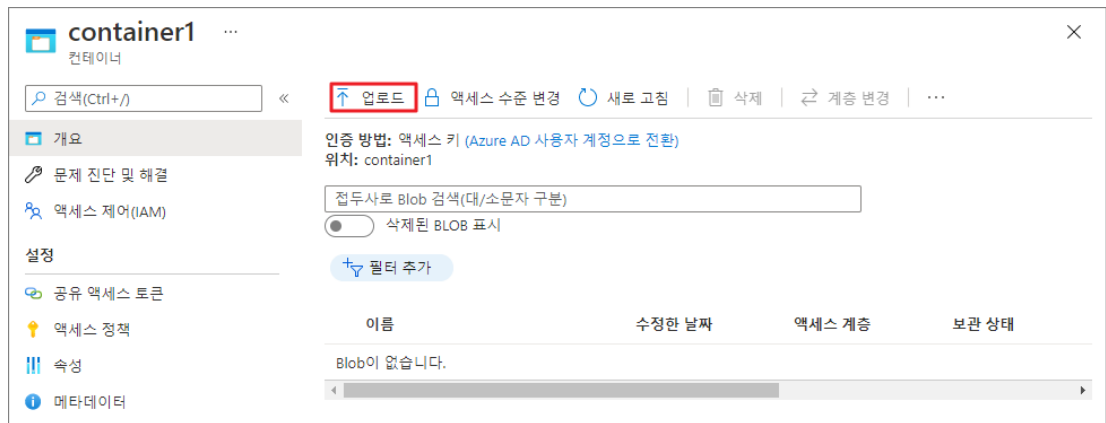 container1 ...
컨테이너
검색(Ctrl+/)
«
업로드 액세스 수준 변경 새로 고침 삭제 계층 변경 ...
개요
인증 방법: 액세스 키 (Azure AD 사용자 계정으로 전환)
위치: container1
문제 진단 및 해결
액세스 제어(IAM)
접두사로 Blob 검색(대/소문자 구분)
삭제된 BLOB 표시
설정
필터 추가
공유 액세스 토큰
액세스 정책
속성
메타데이터
이름 수정한 날짜 액세스 계층 보관 상태
Blob이 없습니다.